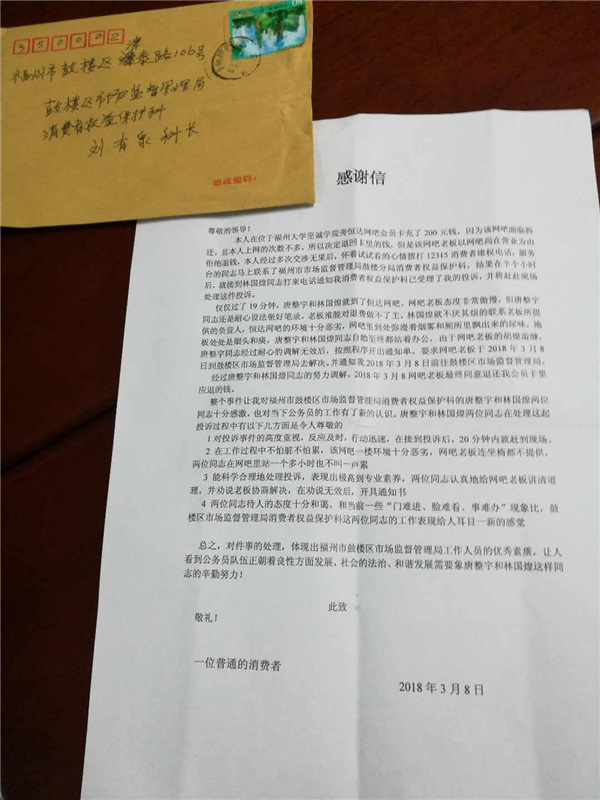 350002
津
福州市鼓楼区津泰路106号
鼓楼区市场监督管理局
消费者权益保护科
刘有泉科长
80
邮政编码:
感谢信
尊敬的领导!
本人在位于福州大学至诚学院旁恒达网吧会员卡充了 200 元钱,因为该网吧面临拆
迁,且本人上网的次数不多,所以决定退回卡里的钱。但是该网吧老板以网吧尚在营业为由
拒绝退钱,本人经过多次交涉无果后,怀着试试看的心情拨打 12315 消费者维权电话,服务
台的同志马上联系了福州市市场监督管理局鼓楼分局消费者权益保护科,结果在半个小时
后,就接到林国煌同志打来电话通知我消费者权益保护科已受理了我的投诉,并将赶赴现场
处理这件投诉。
仅仅过了 19 分钟,唐整宇和林国煌就到了恒达网吧,网吧老板态度非常傲慢,但唐整宇
同志还是耐心设法做好笔录,老板推脱对退费做不了主,林国煌就不厌其烦的联系老板所提
供的负责人,恒达网吧的环境十分恶劣,网吧里到处弥漫着烟雾和厕所里飘出来的尿味,地
板处处是烟头和痰,唐整宇和林国煌同志自始至终都站着办公,由于网吧老板的胡搅蛮缠,
唐整宇同志经过耐心的调解无效后,按照程序开出通知单,要求网吧老板于 2018 年 3 月 8
日到鼓楼区市场监督管理局去解决。并通知我 2018 年 3 月 8 日前往鼓楼区市场监督管理局。
经过唐整宇和林国煌同志的努力调解,2018 年 3 月 8 日网吧老板最终同意退还我会员卡里
应退的钱。
整个事件让我对福州市鼓楼区市场监督管理局消费者权益保护科的唐整宇和林国煌两位
同志十分感激,也对当下公务员的工作有了新的认识。唐整宇和林国煌两位同志在处理这起
投诉过程中有以下几方面是令人尊敬的
1 对投诉事件的高度重视,反应及时,行动迅速,在接到投诉后,20 分钟内就赶到现场。
2 在工作过程中不怕脏不怕累,该网吧一楼环境十分恶劣,网吧老板连坐椅都不提供,
两位同志在网吧里站一个多小时也不叫一声累
3 能科学合理地处理投诉,表现出极高到专业素养,两位同志认真地给网吧老板讲清道
理,并劝说老板协商解决,在劝说无效后,开具通知书
4 两位同志待人的态度十分和蔼,和当前一些“门难进、脸难看、事难办”现象比,鼓
楼区市场监督管理局消费者权益保护科这两位同志的工作表现给人耳目一新的感觉
总之,对件事的处理,体现出福州市鼓楼区市场监督管理局工作人员的优秀素质,让人
看到公务员队伍正朝着良性方面发展、社会的法治、和谐发展需要象唐整宇和林国煌这样同
志的辛勤努力!
此致
敬礼!
一位普通的消费者
2018 年 3 月 8 日